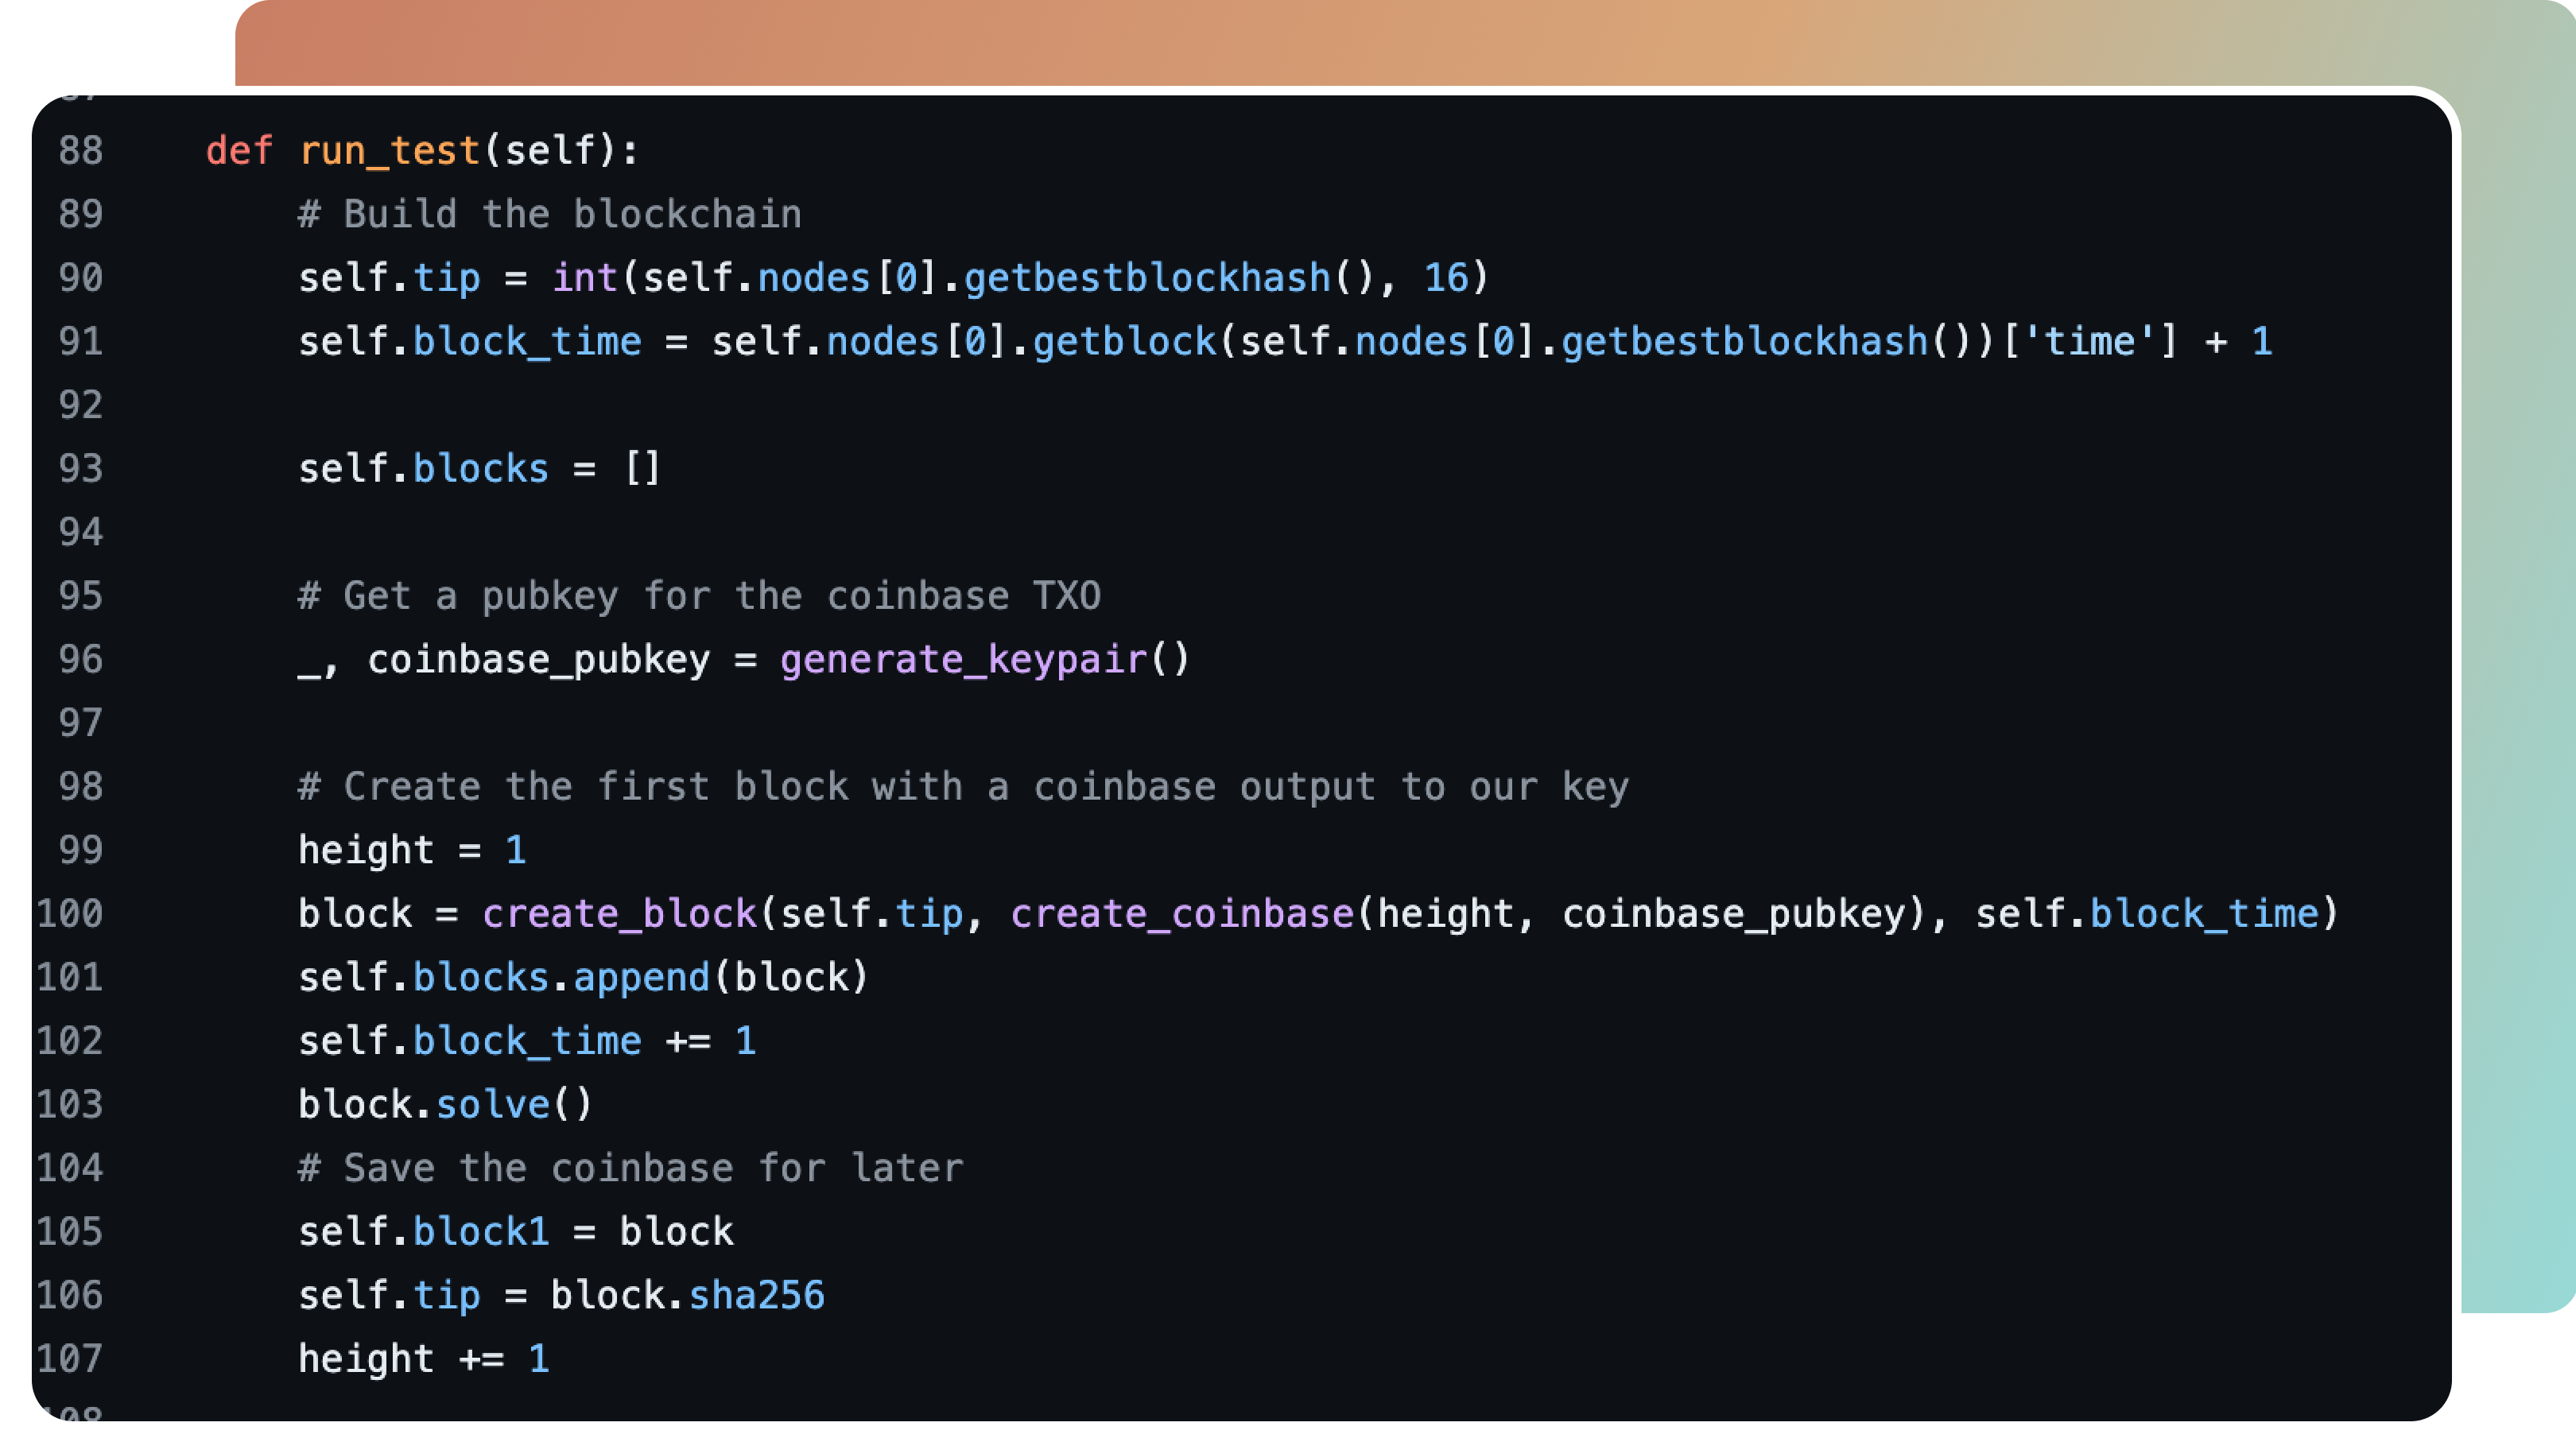 88 def run_test(self):
89 # Build the blockchain
90 self.tip = int(self.nodes[0].getbestblockhash(), 16)
91 self.block_time = self.nodes[0].getblock(self.nodes[0].getbestblockhash())['time'] + 1
92
93 self.blocks = []
94
95 # Get a pubkey for the coinbase TXO
96 _, coinbase_pubkey = generate_keypair()
97
98 # Create the first block with a coinbase output to our key
99 height = 1
100 block = create_block(self.tip, create_coinbase(height, coinbase_pubkey), self.block_time)
101 self.blocks.append(block)
102 self.block_time += 1
103 block.solve()
104 # Save the coinbase for later
105 self.block1 = block
106 self.tip = block.sha256
107 height += 1